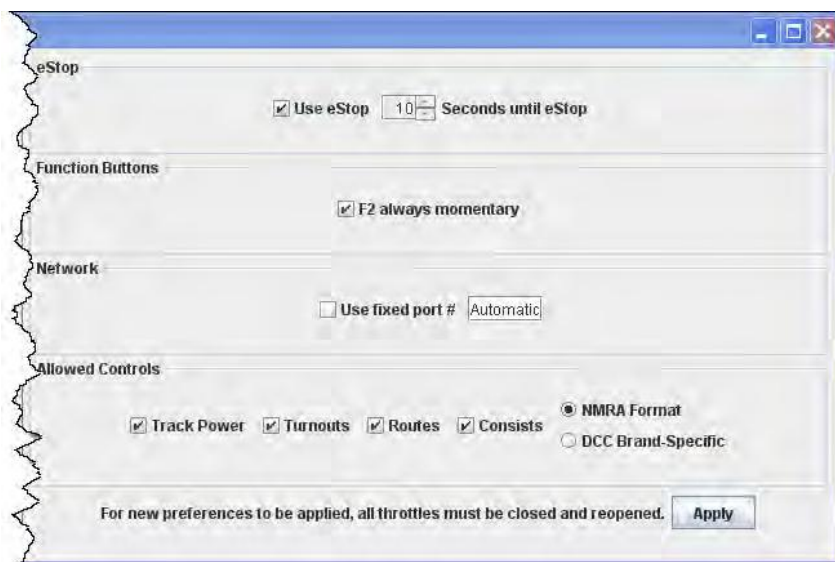 eStop
Use eStop 10 Seconds until eStop
Function Buttons
F2 always momentary
Network
Use fixed port # Automatic
Allowed Controls
Track Power Turnouts Routes Consists
NMRA Format
DCC Brand-Specific
For new preferences to be applied, all throttles must be closed and reopened. Apply